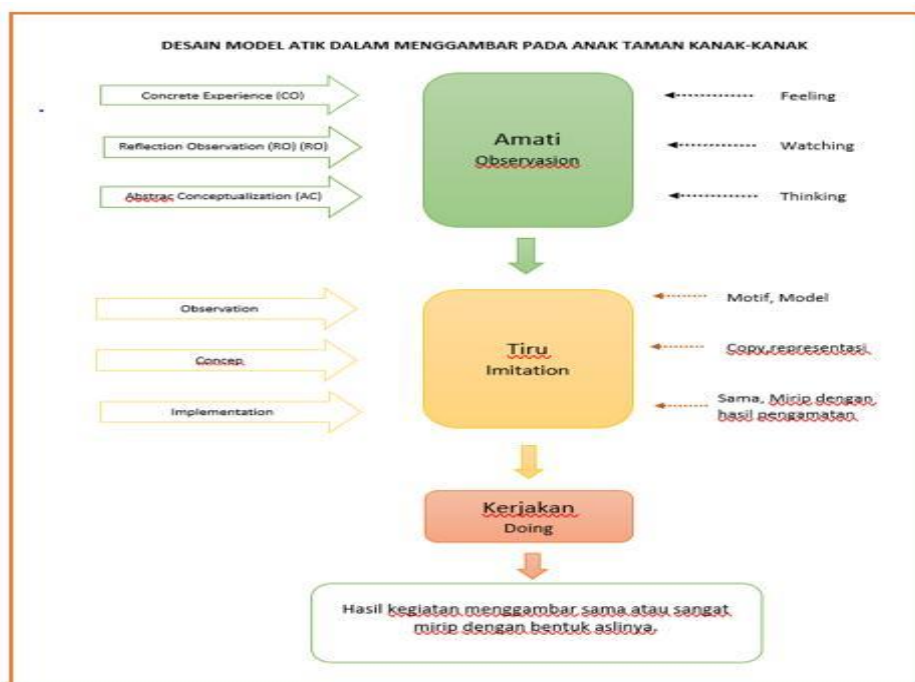 DESAIN MODEL ATIK DALAM MENGGAMBAR PADA ANAK TAMAN KANAK-KANAK
Concrete Experience (CO)
Reflection Observation (RO) (RO)
Abstrac Conceptualization (AC)
Amati
Observasion
Feeling
Watching
Thinking
Observation
Concep
Implementation
Tiru
Imitation
Motif, Model
Copy,representasi
Sama, Mirip dengan
hasil pengamatan
Kerjakan
Doing
Hasil kegiatan menggambar sama atau sangat
mirip dengan bentuk aslinya.